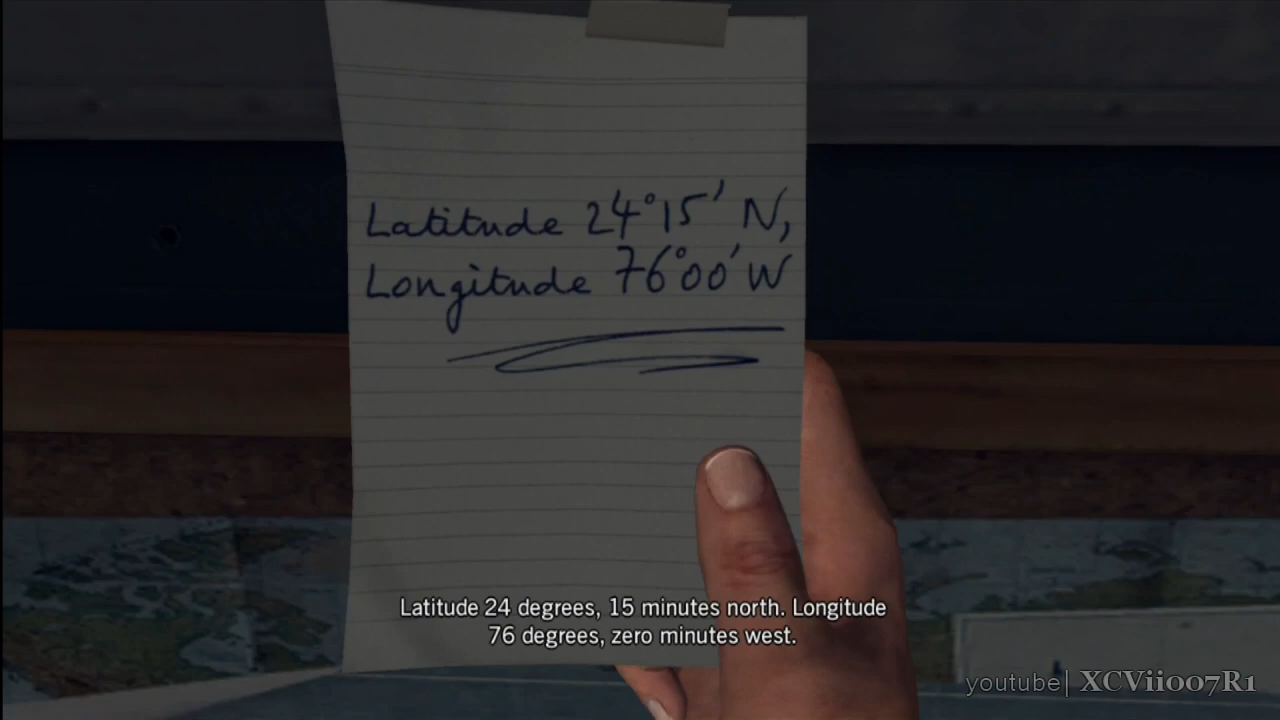 Latitude 24°15' N,
Longitude 76°00' W
Latitude 24 degrees, 15 minutes north. Longitude
76 degrees, zero minutes west.
youtube| XCVii007R1